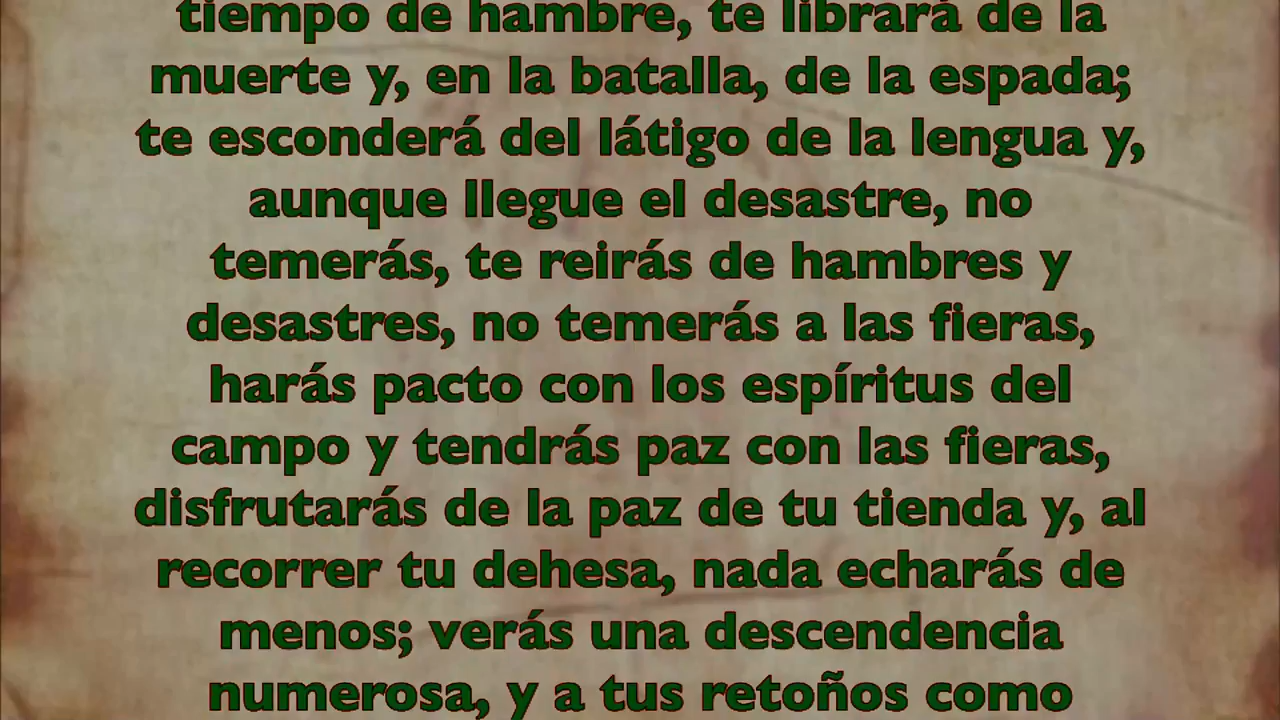 tiempo de hambre, te librará de la
muerte y, en la batalla, de la espada;
te esconderá del látigo de la lengua y,
aunque llegue el desastre, no
temerás, te reirás de hambres y
desastres, no temerás a las fieras,
harás pacto con los espíritus del
campo y tendrás paz con las fieras,
disfrutarás de la paz de tu tienda y, al
recorrer tu dehesa, nada echarás de
menos; verás una descendencia
numerosa, y a tus retoños como